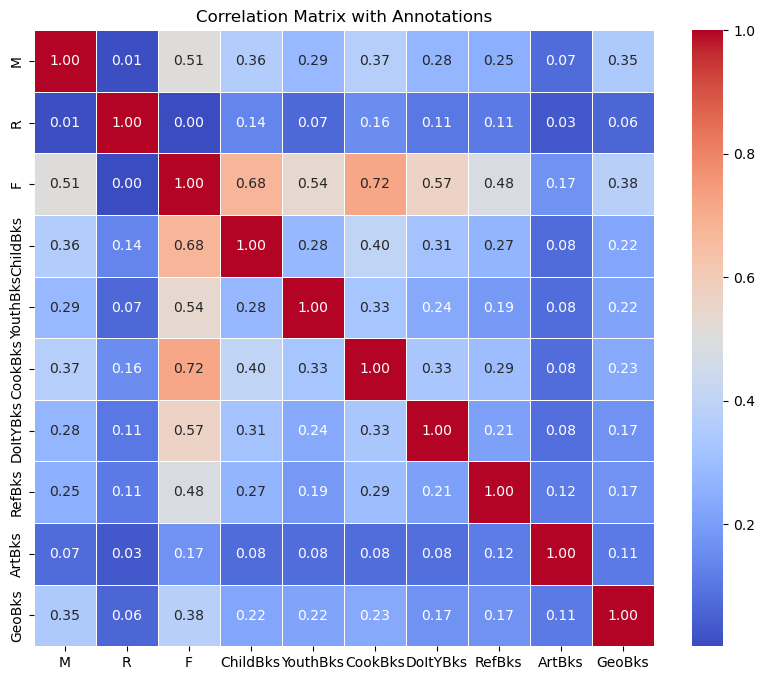 Correlation Matrix with Annotations
M 1.00 0.01 0.51 0.36 0.29 0.37 0.28 0.25 0.07 0.35
R 0.01 1.00 0.00 0.14 0.07 0.16 0.11 0.11 0.03 0.06
F 0.51 0.00 1.00 0.68 0.54 0.72 0.57 0.48 0.17 0.38
ChildBks 0.36 0.14 0.68 1.00 0.28 0.40 0.31 0.27 0.08 0.22
YouthBks 0.29 0.07 0.54 0.28 1.00 0.33 0.24 0.19 0.08 0.22
CookBks 0.37 0.16 0.72 0.40 0.33 1.00 0.33 0.29 0.08 0.23
DoItYBks 0.28 0.11 0.57 0.31 0.24 0.33 1.00 0.21 0.08 0.17
RefBks 0.25 0.11 0.48 0.27 0.19 0.29 0.21 1.00 0.12 0.17
ArtBks 0.07 0.03 0.17 0.08 0.08 0.08 0.08 0.12 1.00 0.11
GeoBks 0.35 0.06 0.38 0.22 0.22 0.23 0.17 0.17 0.11 1.00
M R F ChildBks YouthBks CookBks DoItYBks RefBks ArtBks GeoBks
1.0
0.8
0.6
0.4
0.2